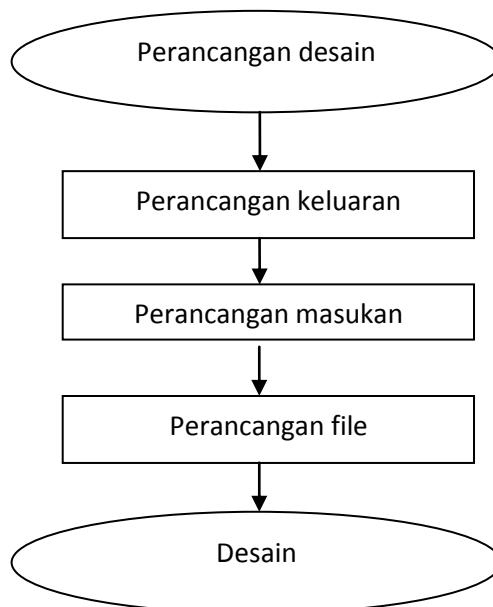 Perancangan desain
Perancangan keluaran
Perancangan masukan
Perancangan file
Desain